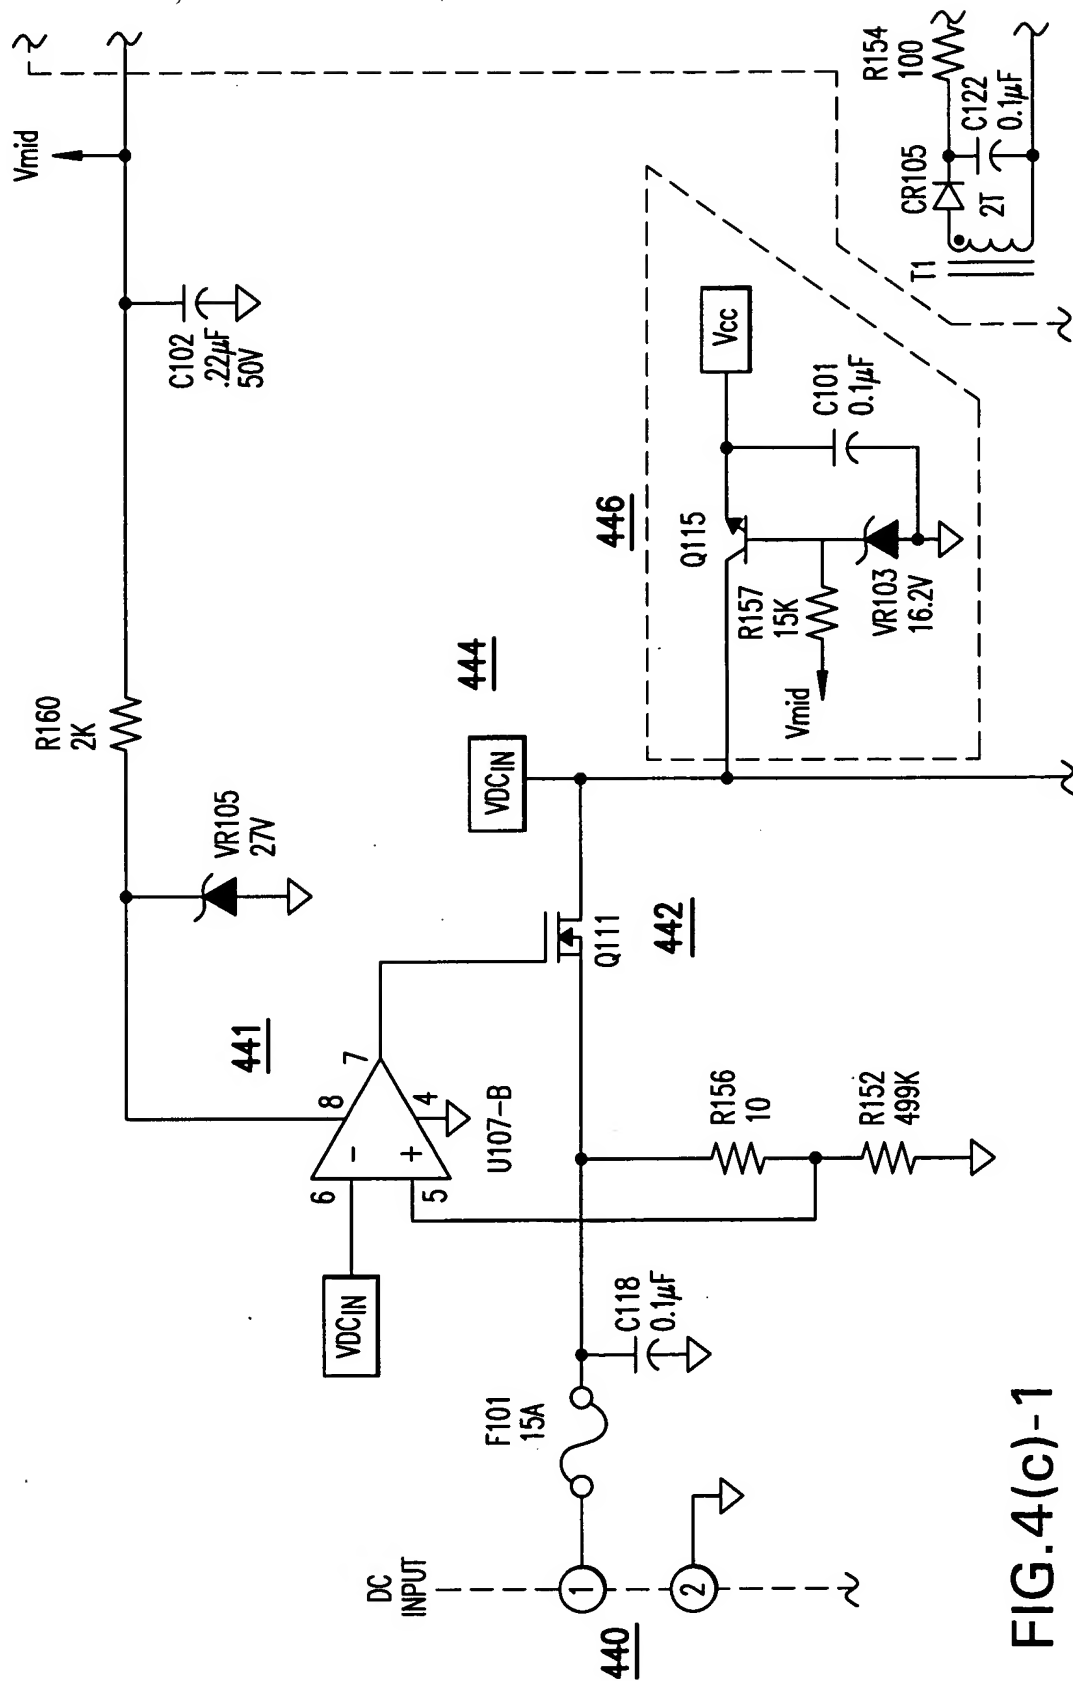 Vmid
R160
2K
C102
.22µF
50V
VR105
27V
441
8
7
6
5
4
−
+
U107-B
VDCIN
VDCIN
444
446
Q115
Vcc
R157
15K
Vmid
VR103
16.2V
C101
0.1µF
T1
CR105
2T
C122
0.1µF
R154
100
Q111
442
R156
10
R152
499K
C118
0.1µF
F101
15A
DC
INPUT
1
2
440
FIG.4(c)-1